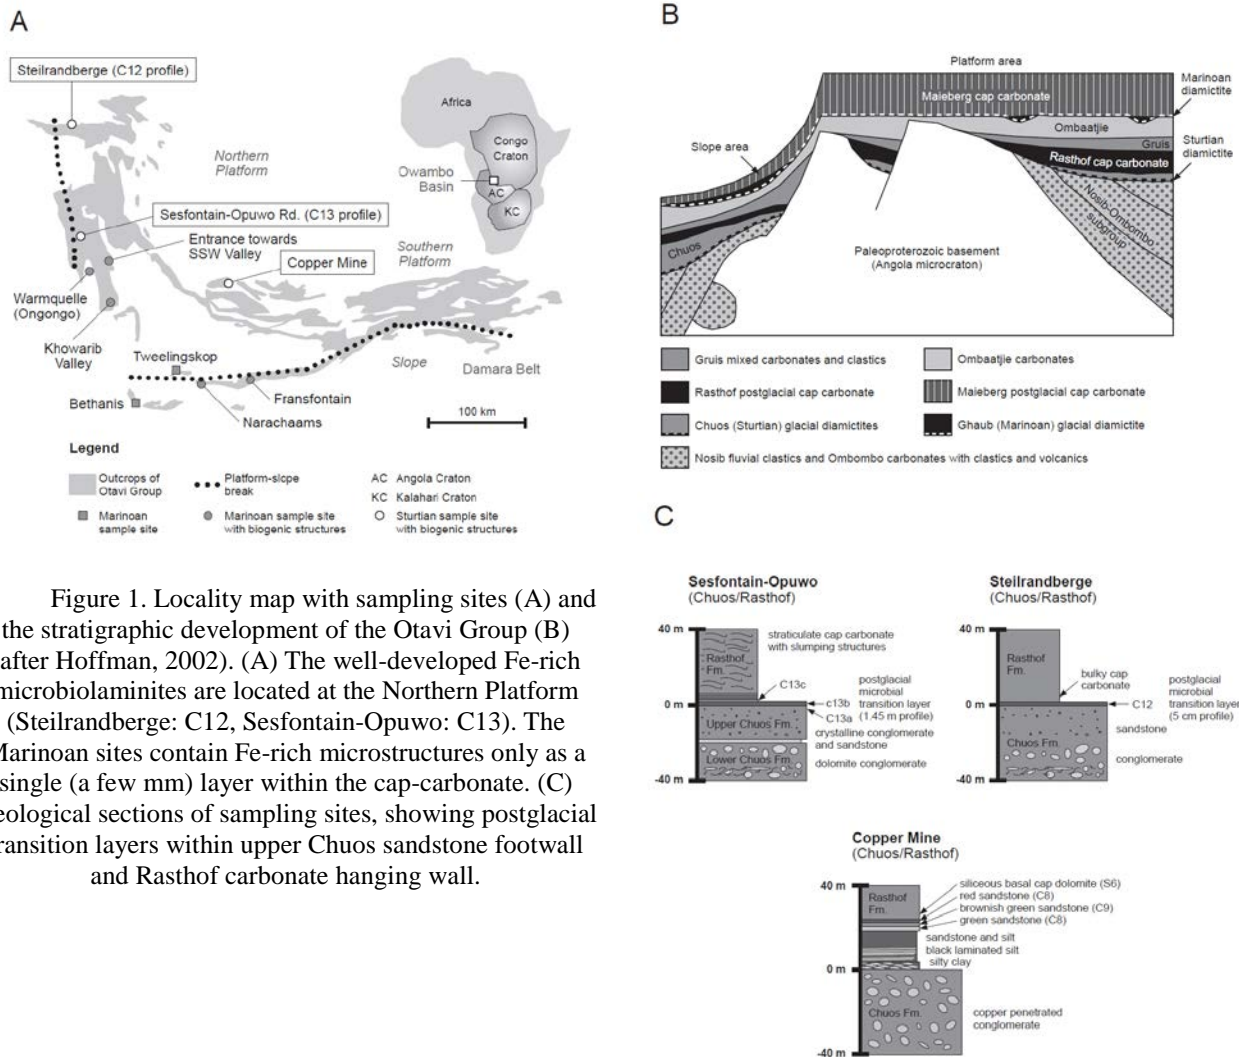 A
Steilrandberge (C12 profile)
Northern
Platform
Africa
Congo
Craton
Owambo
Basin
AC
KC
Sesfontain-Opuwo Rd. (C13 profile)
Entrance towards
SSW Valley
Copper Mine
Southern
Platform
Warmquelle
(Ongongo)
Khowarib
Valley
Tweelingskop
Slope
Damara Belt
Bethanis
Fransfontain
Narachaams
100 km
Legend
Outcrops of
Otavi Group
Platform-slope
break
AC Angola Craton
KC Kalahari Craton
Marinoan
sample site
Marinoan sample site
with biogenic structures
Sturtian sample site
with biogenic structures
B
Platform area
Marinoan
diamictite
Maieberg cap carbonate
Ombaatjie
Gruis
Sturtian
diamictite
Rasthof cap carbonate
Slope area
Nosib-Ombombo
subgroup
Chuos
Paleoproterozoic basement
(Angola microcraton)
Gruis mixed carbonates and clastics
Ombaatjie carbonates
Rasthof postglacial cap carbonate
Maieberg postglacial cap carbonate
Chuos (Sturtian) glacial diamictites
Ghaub (Marinoan) glacial diamictite
Nosib fluvial clastics and Ombombo carbonates with clastics and volcanics
Figure 1. Locality map with sampling sites (A) and
the stratigraphic development of the Otavi Group (B)
after Hoffman, 2002). (A) The well-developed Fe-rich
microbiolaminites are located at the Northern Platform
(Steilrandberge: C12, Sesfontain-Opuwo: C13). The
Marinoan sites contain Fe-rich microstructures only as a
single (a few mm) layer within the cap-carbonate. (C)
eological sections of sampling sites, showing postglacial
ransition layers within upper Chuos sandstone footwall
and Rasthof carbonate hanging wall.
C
Sesfontain-Opuwo
(Chuos/Rasthof)
40 m
Rasthof
Fm.
straticulate cap carbonate
with slumping structures
C13c
postglacial
microbial
transition layer
(1.45 m profile)
0 m
c13b
C13a
Upper Chuos Fm.
crystalline conglomerate
and sandstone
Lower Chuos Fm.
dolomite conglomerate
-40 m
Steilrandberge
(Chuos/Rasthof)
40 m
Rasthof
Fm.
bulky cap
carbonate
postglacial
microbial
transition layer
(5 cm profile)
0 m
C12
sandstone
Chuos Fm.
conglomerate
-40 m
Copper Mine
(Chuos/Rasthof)
40 m
Rasthof
Fm.
siliceous basal cap dolomite (S6)
red sandstone (C8)
brownish green sandstone (C9)
green sandstone (C8)
sandstone and silt
black laminated silt
silty clay
0 m
Chuos Fm.
copper penetrated
conglomerate
-40 m